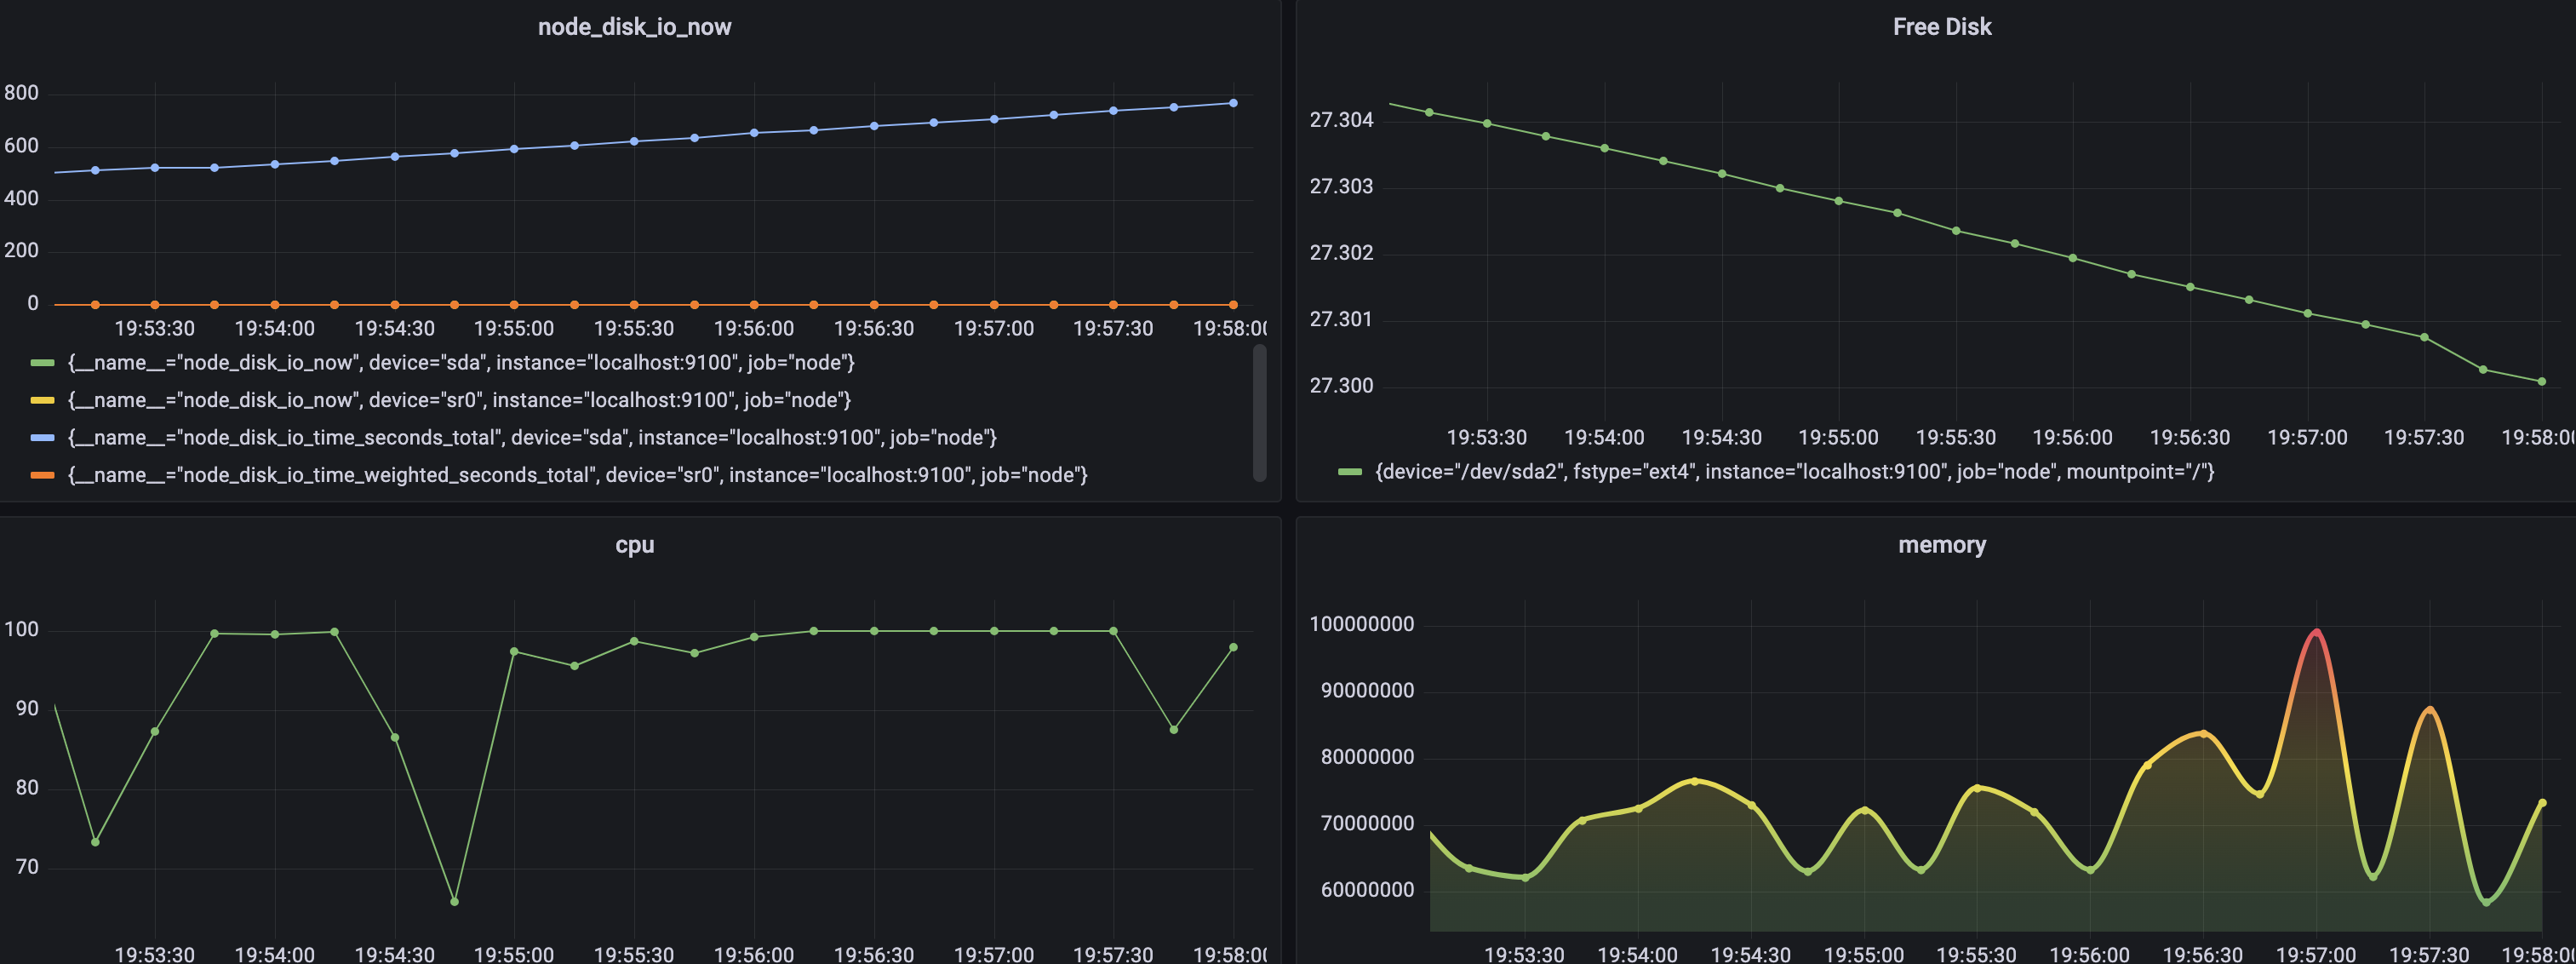 node_disk_io_now
800
600
400
200
0
19:53:30 19:54:00 19:54:30 19:55:00 19:55:30 19:56:00 19:56:30 19:57:00 19:57:30 19:58:0
{__name__="node_disk_io_now", device="sda", instance="localhost:9100", job="node"}
{__name__="node_disk_io_now", device="sr0", instance="localhost:9100", job="node"}
{__name__="node_disk_io_time_seconds_total", device="sda", instance="localhost:9100", job="node"}
{__name__="node_disk_io_time_weighted_seconds_total", device="sr0", instance="localhost:9100", job="node"}
Free Disk
27.304
27.303
27.302
27.301
27.300
19:53:30 19:54:00 19:54:30 19:55:00 19:55:30 19:56:00 19:56:30 19:57:00 19:57:30 19:58:0
{device="/dev/sda2", fstype="ext4", instance="localhost:9100", job="node", mountpoint="/"}
cpu
100
90
80
70
19:53:30 19:54:00 19:54:30 19:55:00 19:55:30 19:56:00 19:56:30 19:57:00 19:57:30 19:58:0
memory
100000000
90000000
80000000
70000000
60000000
19:53:30 19:54:00 19:54:30 19:55:00 19:55:30 19:56:00 19:56:30 19:57:00 19:57:30 19:58:0